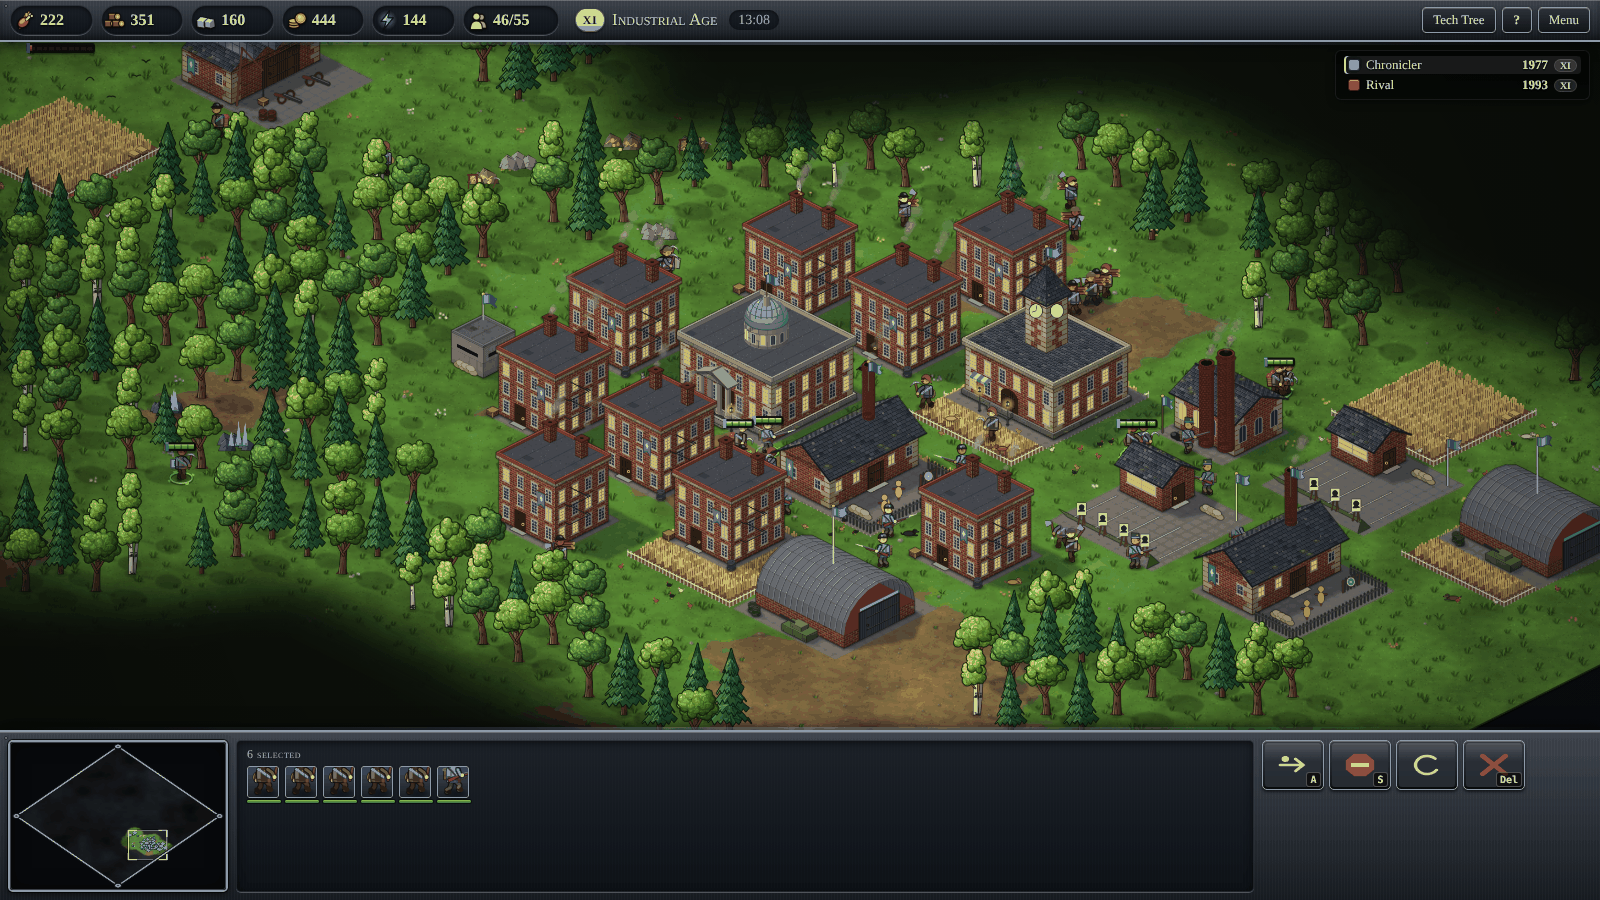 222 351 160 444 144 46/55 XI Industrial Age 13:08 Tech Tree ? Menu
Chronicler 1977 XI
Rival 1993 XI
6 selected
A S Del